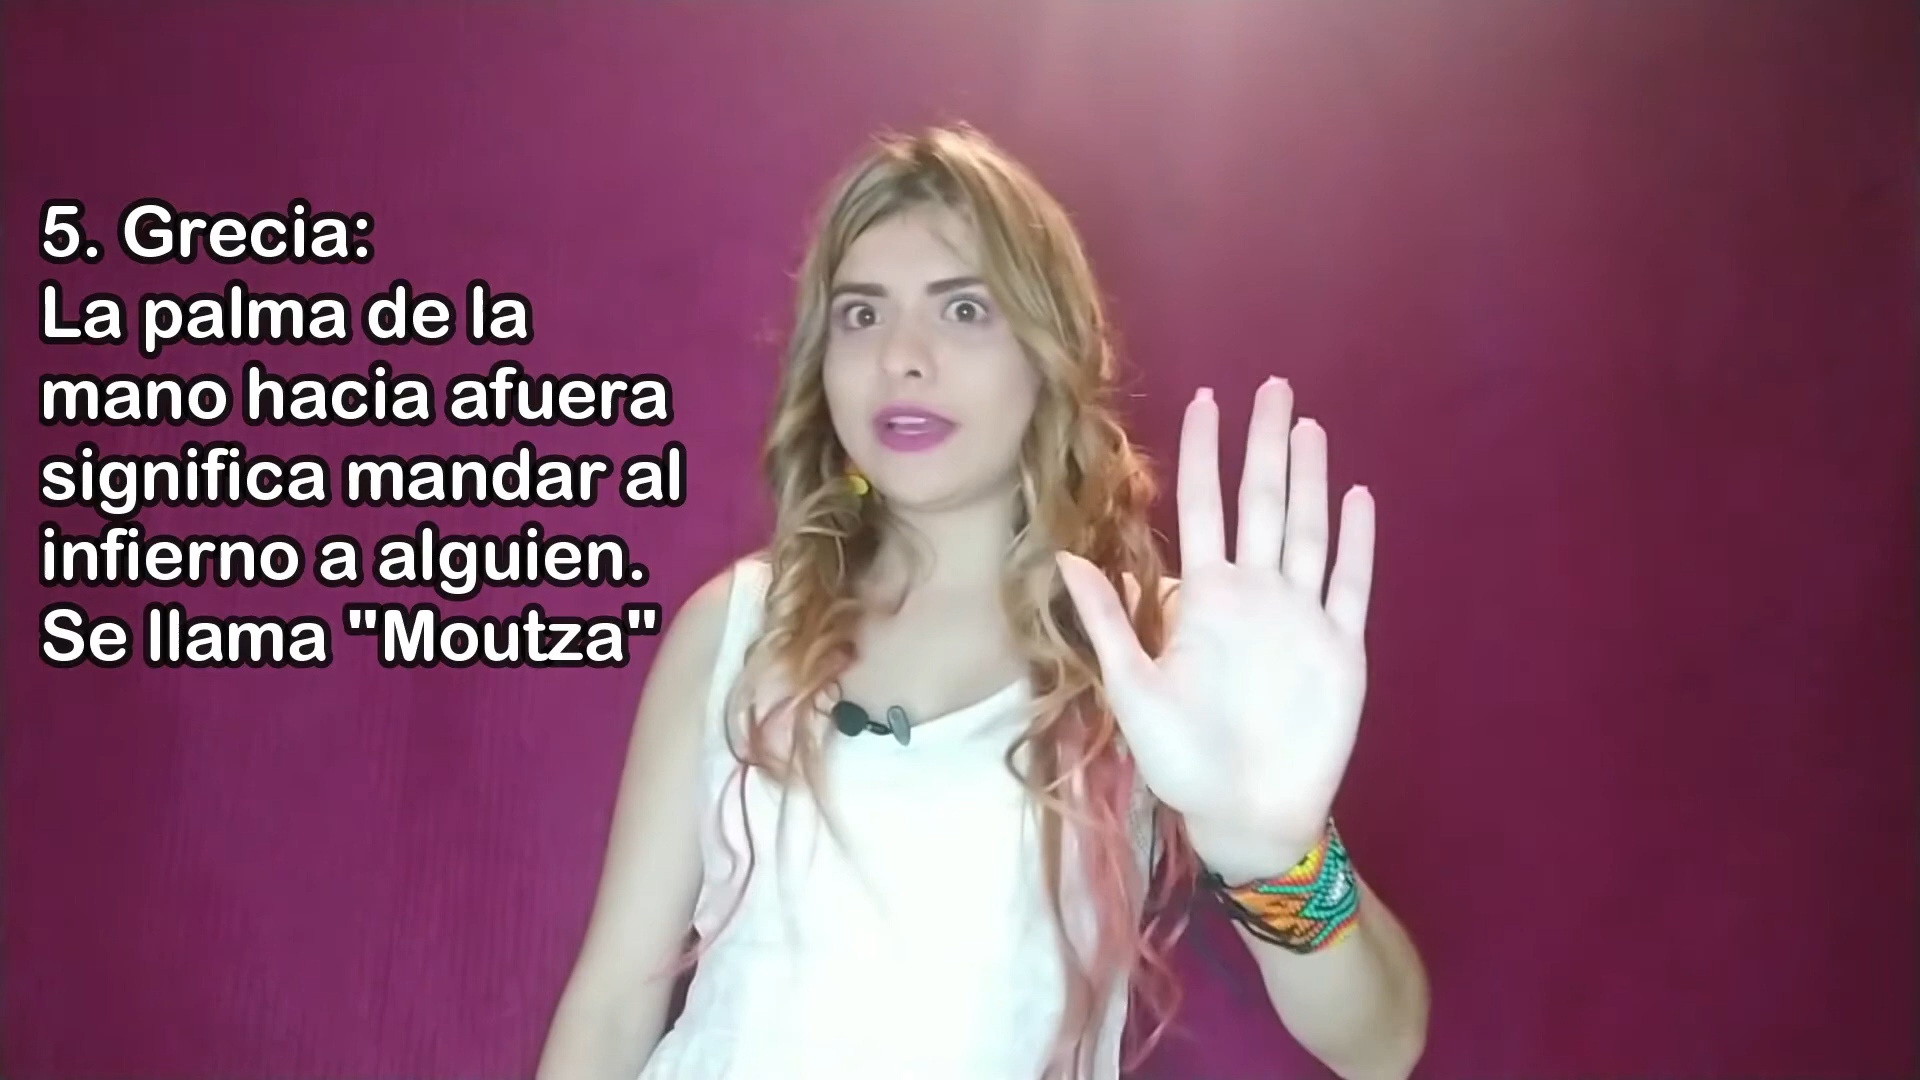 5. Grecia:
La palma de la
mano hacia afuera
significa mandar al
infierno a alguien.
Se llama "Moutza"